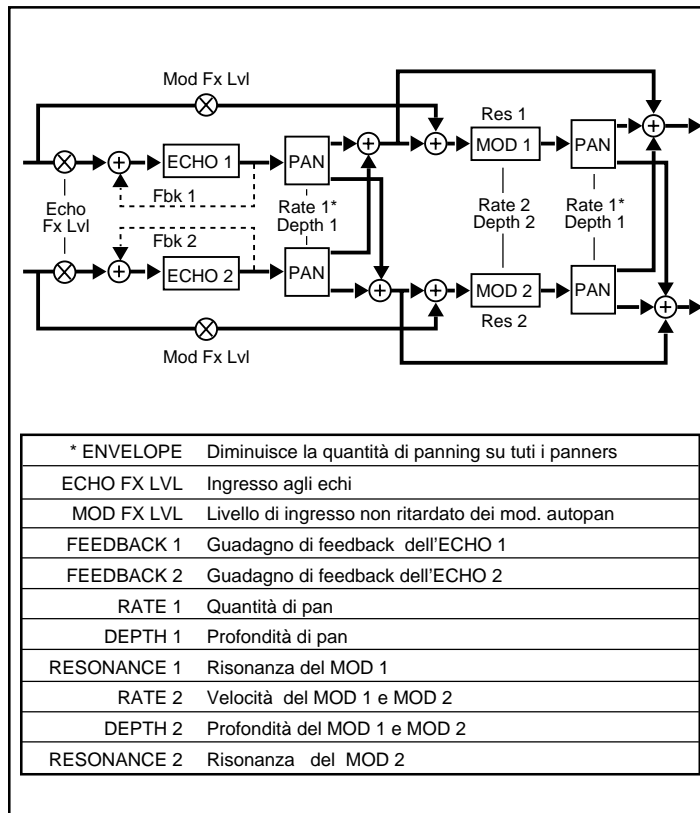 Mod Fx Lvl
Res 1
ECHO 1
PAN
MOD 1
PAN
Fbk 1
Echo
Fx Lvl
Rate 1*
Depth 1
Rate 2
Depth 2
Rate 1*
Depth 1
Fbk 2
ECHO 2
PAN
MOD 2
PAN
Res 2
Mod Fx Lvl
* ENVELOPE Diminuisce la quantità di panning su tuti i panners
ECHO FX LVL Ingresso agli echi
MOD FX LVL Livello di ingresso non ritardato dei mod. autopan
FEEDBACK 1 Guadagno di feedback dell'ECHO 1
FEEDBACK 2 Guadagno di feedback dell'ECHO 2
RATE 1 Quantità di pan
DEPTH 1 Profondità di pan
RESONANCE 1 Risonanza del MOD 1
RATE 2 Velocità del MOD 1 e MOD 2
DEPTH 2 Profondità del MOD 1 e MOD 2
RESONANCE 2 Risonanza del MOD 2